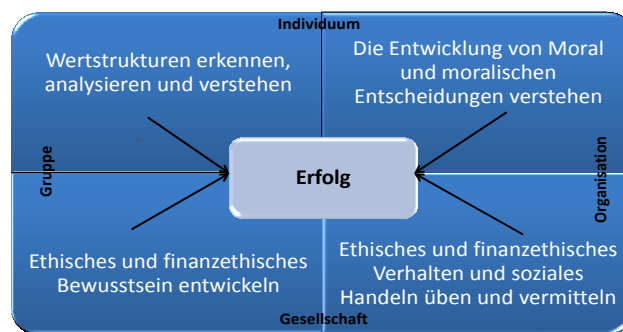 Individuum
Wertstrukturen erkennen,
analysieren und verstehen
Die Entwicklung von Moral
und moralischen
Entscheidungen verstehen
Gruppe
Erfolg
Organisation
Ethisches und finanzethisches
Bewusstsein entwickeln
Ethisches und finanzethisches
Verhalten und soziales
Handeln üben und vermitteln
Gesellschaft